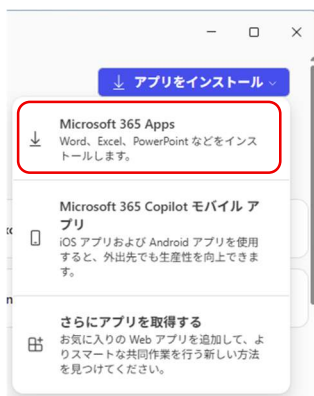 アプリをインストール
Microsoft 365 Apps
Word、Excel、PowerPoint などをインス
トールします。
Microsoft 365 Copilot モバイル ア
プリ
iOS アプリおよび Android アプリを使用
すると、外出先でも生産性を向上できま
す。
さらにアプリを取得する
お気に入りの Web アプリを追加して、よ
りスマートな共同作業を行う新しい方法
を見つけてください。